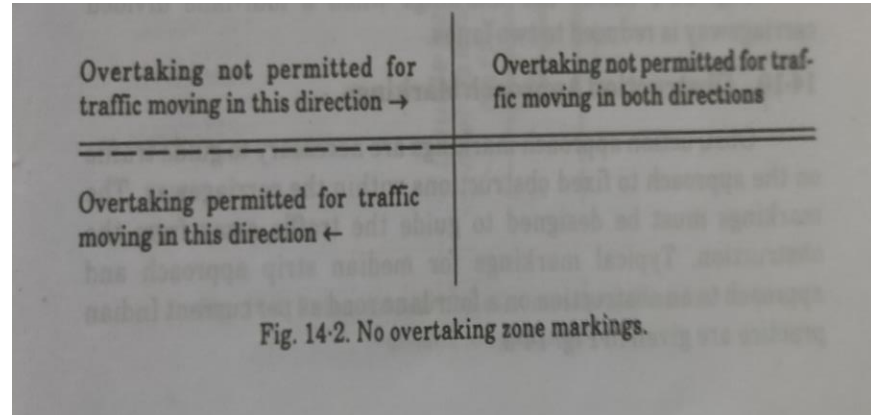 Overtaking not permitted for
traffic moving in this direction →
Overtaking not permitted for traf-
fic moving in both directions
Overtaking permitted for traffic
moving in this direction ←
Fig. 14·2. No overtaking zone markings.